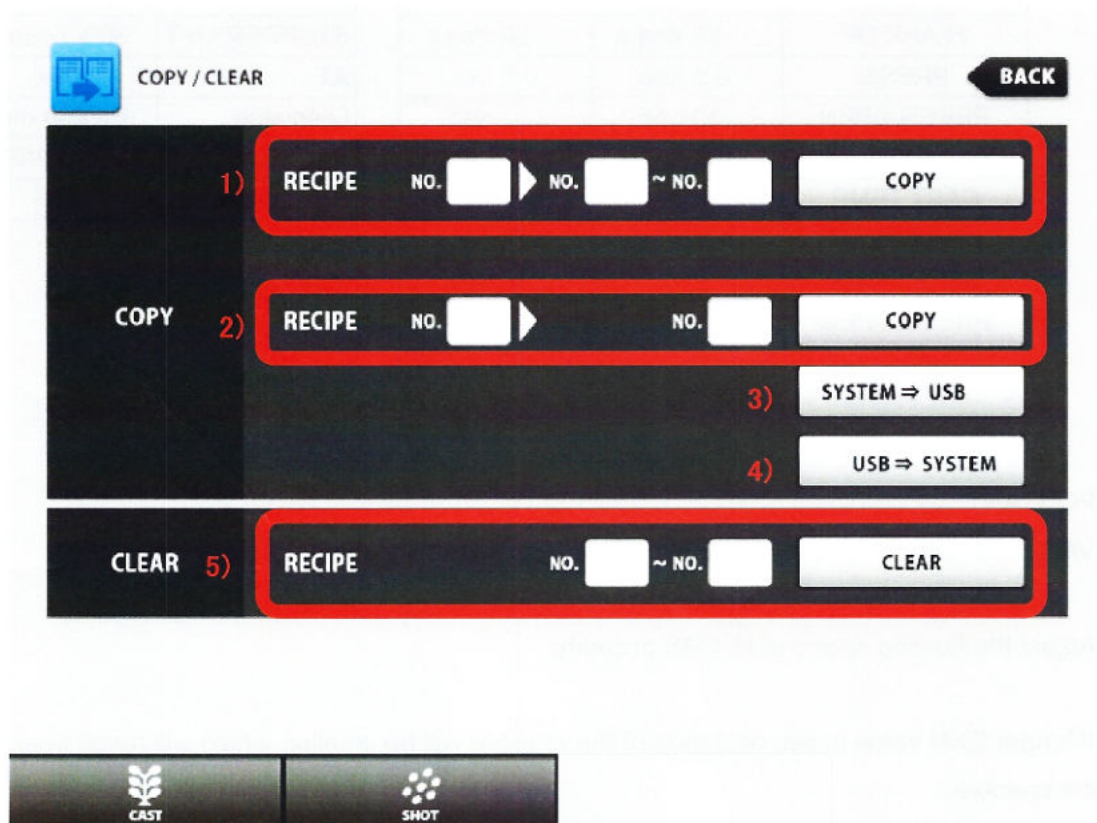 COPY / CLEAR BACK
1) RECIPE NO. NO. ~ NO. COPY
COPY 2) RECIPE NO. NO. COPY
3) SYSTEM ⇒ USB
4) USB ⇒ SYSTEM
CLEAR 5) RECIPE NO. ~ NO. CLEAR
CAST SHOT